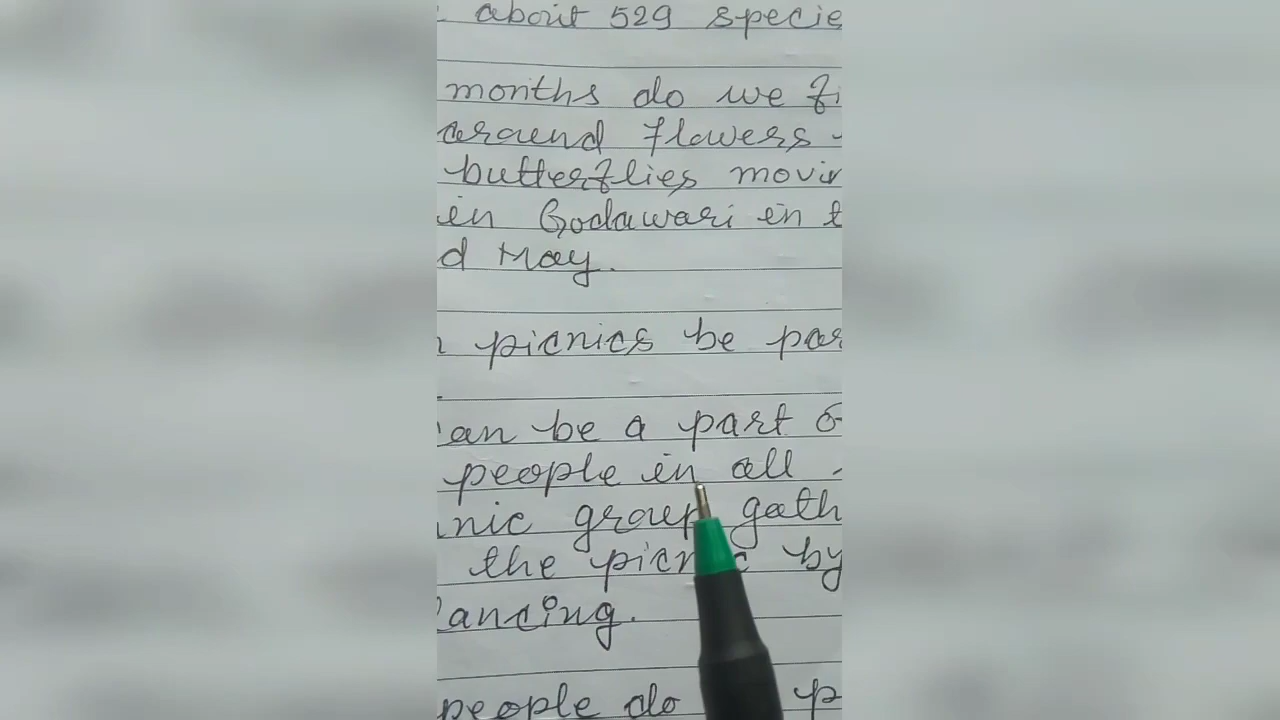 about 529 specie
months do we fi
around flowers
butterflies movin
in Godawari in t
d May.
picnics be par
an be a part o
people in all
nic group gath
the picnic by
ancing.
people do p